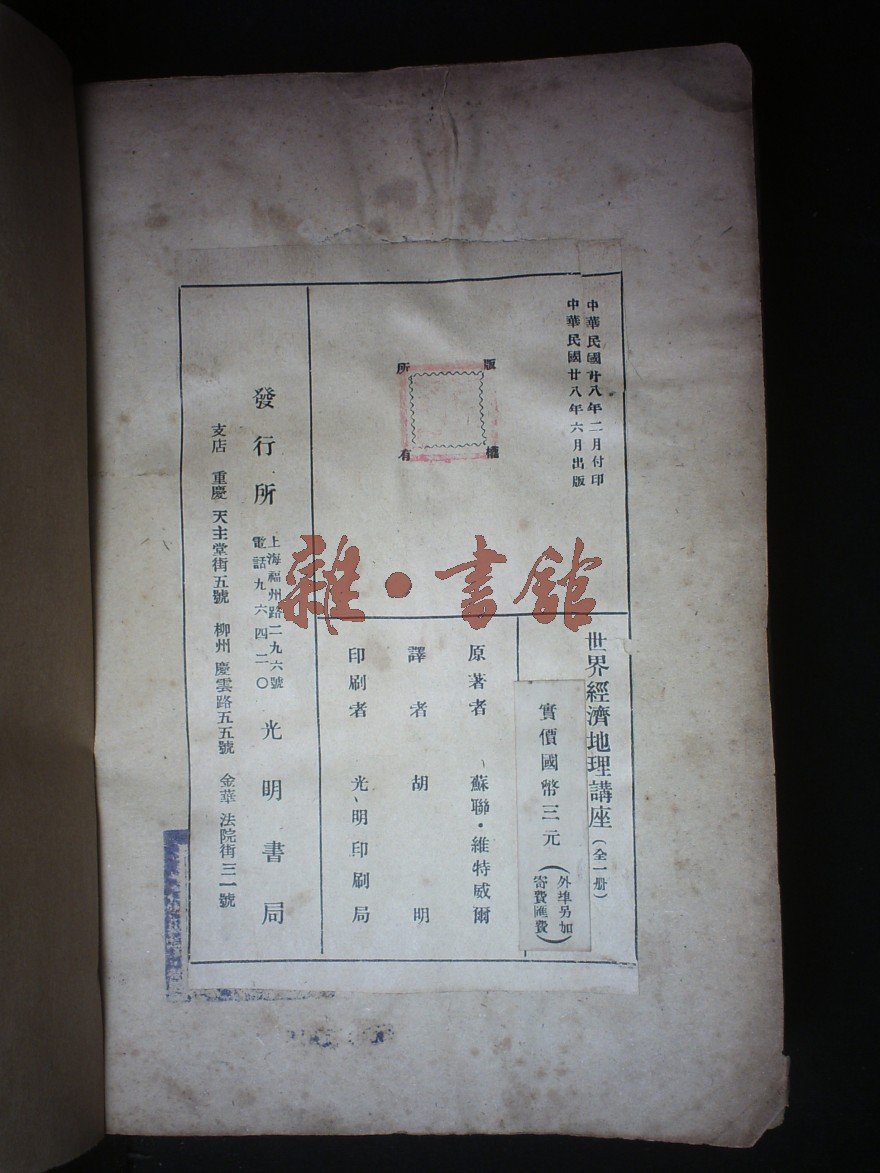 中華民國廿八年二月付印
中華民國廿八年六月出版
版權所有
世界經濟地理講座（全一册）
實價國幣三元（外埠另加寄費匯費）
原著者 蘇聯・維特威爾
譯者 胡明
印刷者 光明印刷局
發行所 上海福州路二九六號 電話九六四二〇 光明書局
支店 重慶 天主堂街五號 柳州 慶雲路五五號 金華 法院街三一號
雜・書館